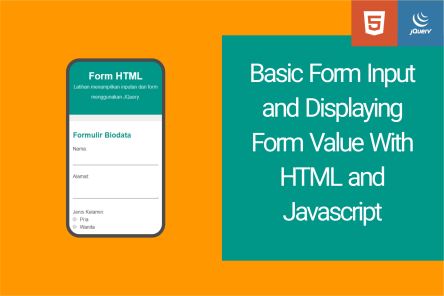 jQuery
Form HTML
Latihan menampilkan inputan dari form
menggunakan JQuery
Formulir Biodata
Nama
Alamat
Jenis Kelamin
Pria
Wanita
Basic Form Input
and Displaying
Form Value With
HTML and
Javascript